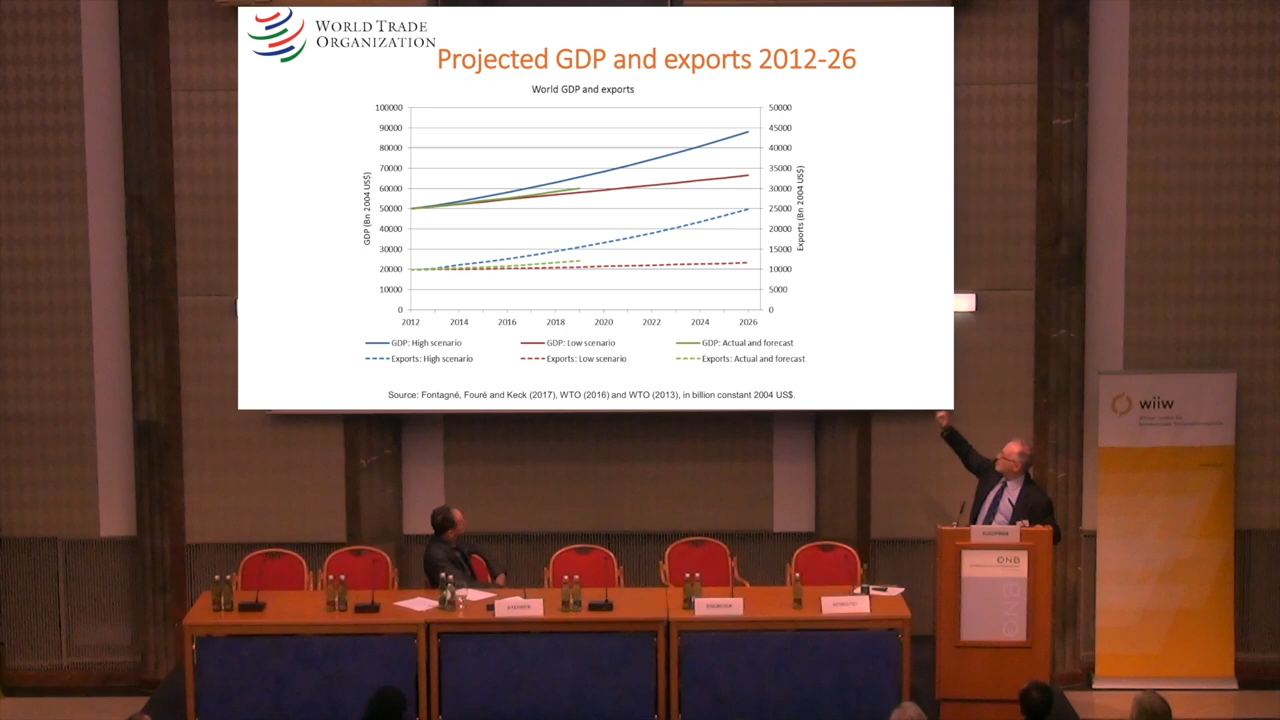 WORLD TRADE
ORGANIZATION
Projected GDP and exports 2012-26
World GDP and exports
100000
90000
80000
70000
60000
50000
40000
30000
20000
10000
0
GDP (Bn 2004 US$)
50000
45000
40000
35000
30000
25000
20000
15000
10000
5000
0
Exports (Bn 2004 US$)
2012 2014 2016 2018 2020 2022 2024 2026
GDP: High scenario GDP: Low scenario GDP: Actual and forecast
Exports: High scenario Exports: Low scenario Exports: Actual and forecast
Source: Fontagné, Fouré and Keck (2017), WTO (2016) and WTO (2013), in billion constant 2004 US$.
wiiw
ONB
ONB